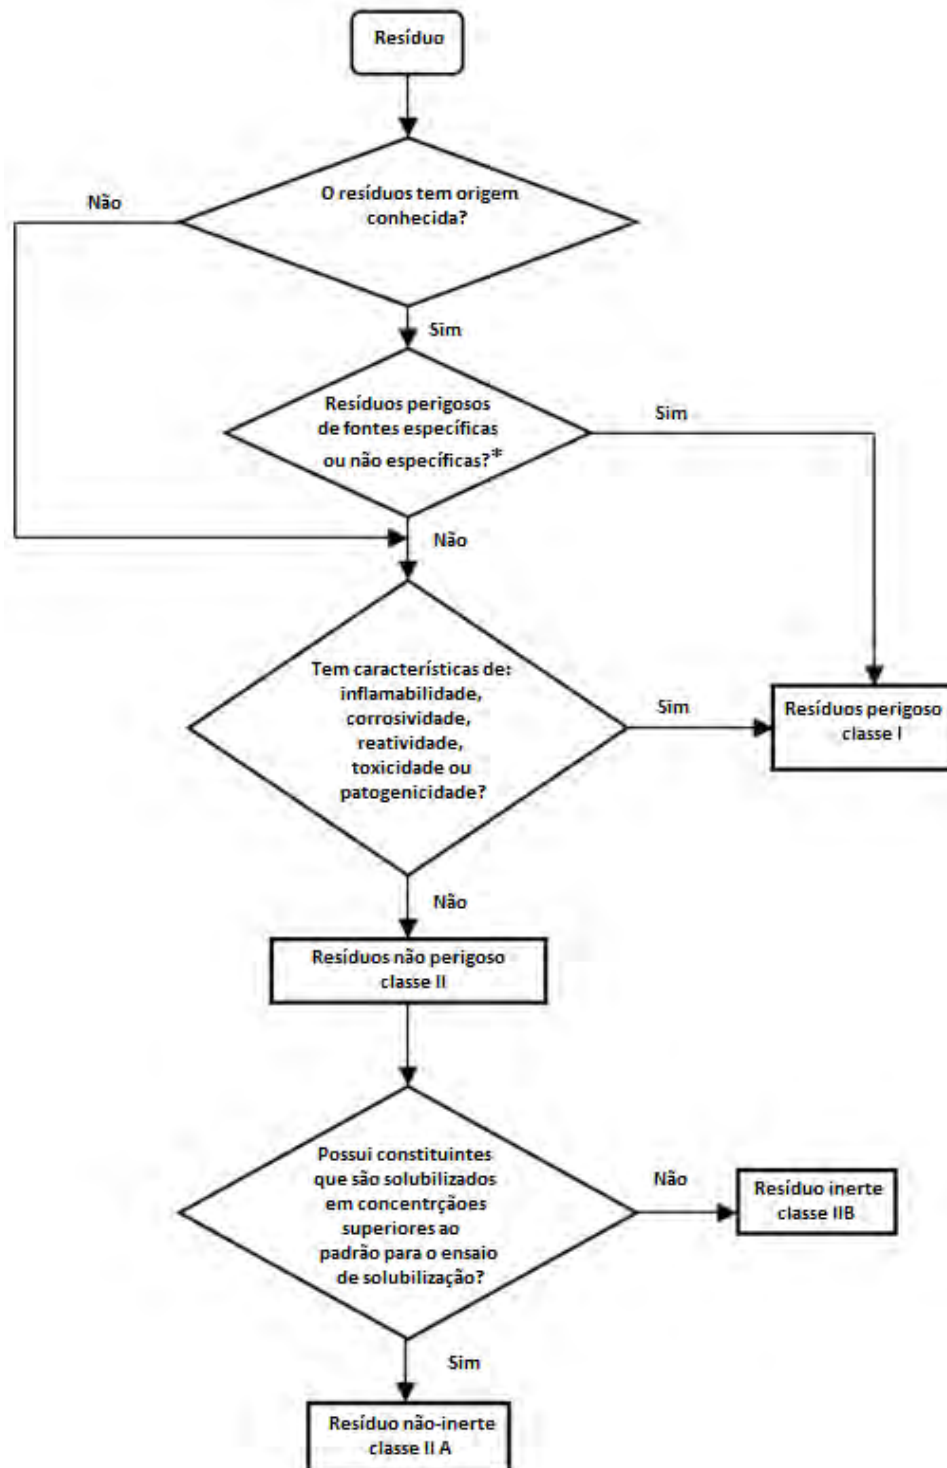 Resíduo
O resíduos tem origem
conhecida?
Não
Sim
Resíduos perigosos
de fontes específicas
ou não específicas?*
Sim
Não
Tem características de:
inflamabilidade,
corrosividade,
reatividade,
toxicidade ou
patogenicidade?
Sim
Resíduos perigoso
classe I
Não
Resíduos não perigoso
classe II
Possui constituintes
que são solubilizados
em concentrçãoes
superiores ao
padrão para o ensaio
de solubilização?
Não
Resíduo inerte
classe IIB
Sim
Resíduo não-inerte
classe II A